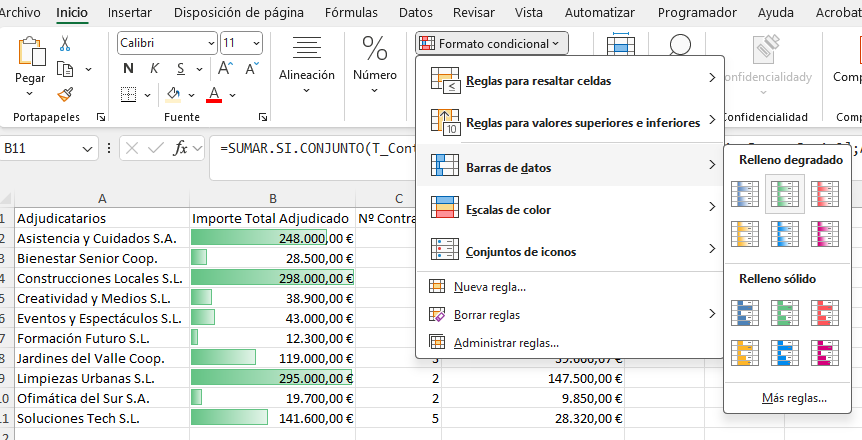 Archivo Inicio Insertar Disposición de página Fórmulas Datos Revisar Vista Automatizar Programador Ayuda Acrobat
Pegar
Portapapeles
Calibri 11
N K S A A
A
Fuente
Alineación
%
Número
Formato condicional
Reglas para resaltar celdas
Reglas para valores superiores e inferiores
10
Barras de datos
Escalas de color
Conjuntos de iconos
Nueva regla...
Borrar reglas
Administrar reglas...
Relleno degradado
Relleno sólido
Más reglas...
B11 fx =SUMAR.SI.CONJUNTO(T_Cont
A B C
1 Adjudicatarios Importe Total Adjudicado Nº Contra
2 Asistencia y Cuidados S.A. 248.000,00 €
3 Bienestar Senior Coop. 28.500,00 €
4 Construcciones Locales S.L. 298.000,00 €
5 Creatividad y Medios S.L. 38.900,00 €
6 Eventos y Espectáculos S.L. 43.000,00 €
7 Formación Futuro S.L. 12.300,00 €
8 Jardines del Valle Coop. 119.000,00 €
9 Limpiezas Urbanas S.L. 295.000,00 € 2 147.500,00 €
10 Ofimática del Sur S.A. 19.700,00 € 2 9.850,00 €
11 Soluciones Tech S.L. 141.600,00 € 5 28.320,00 €